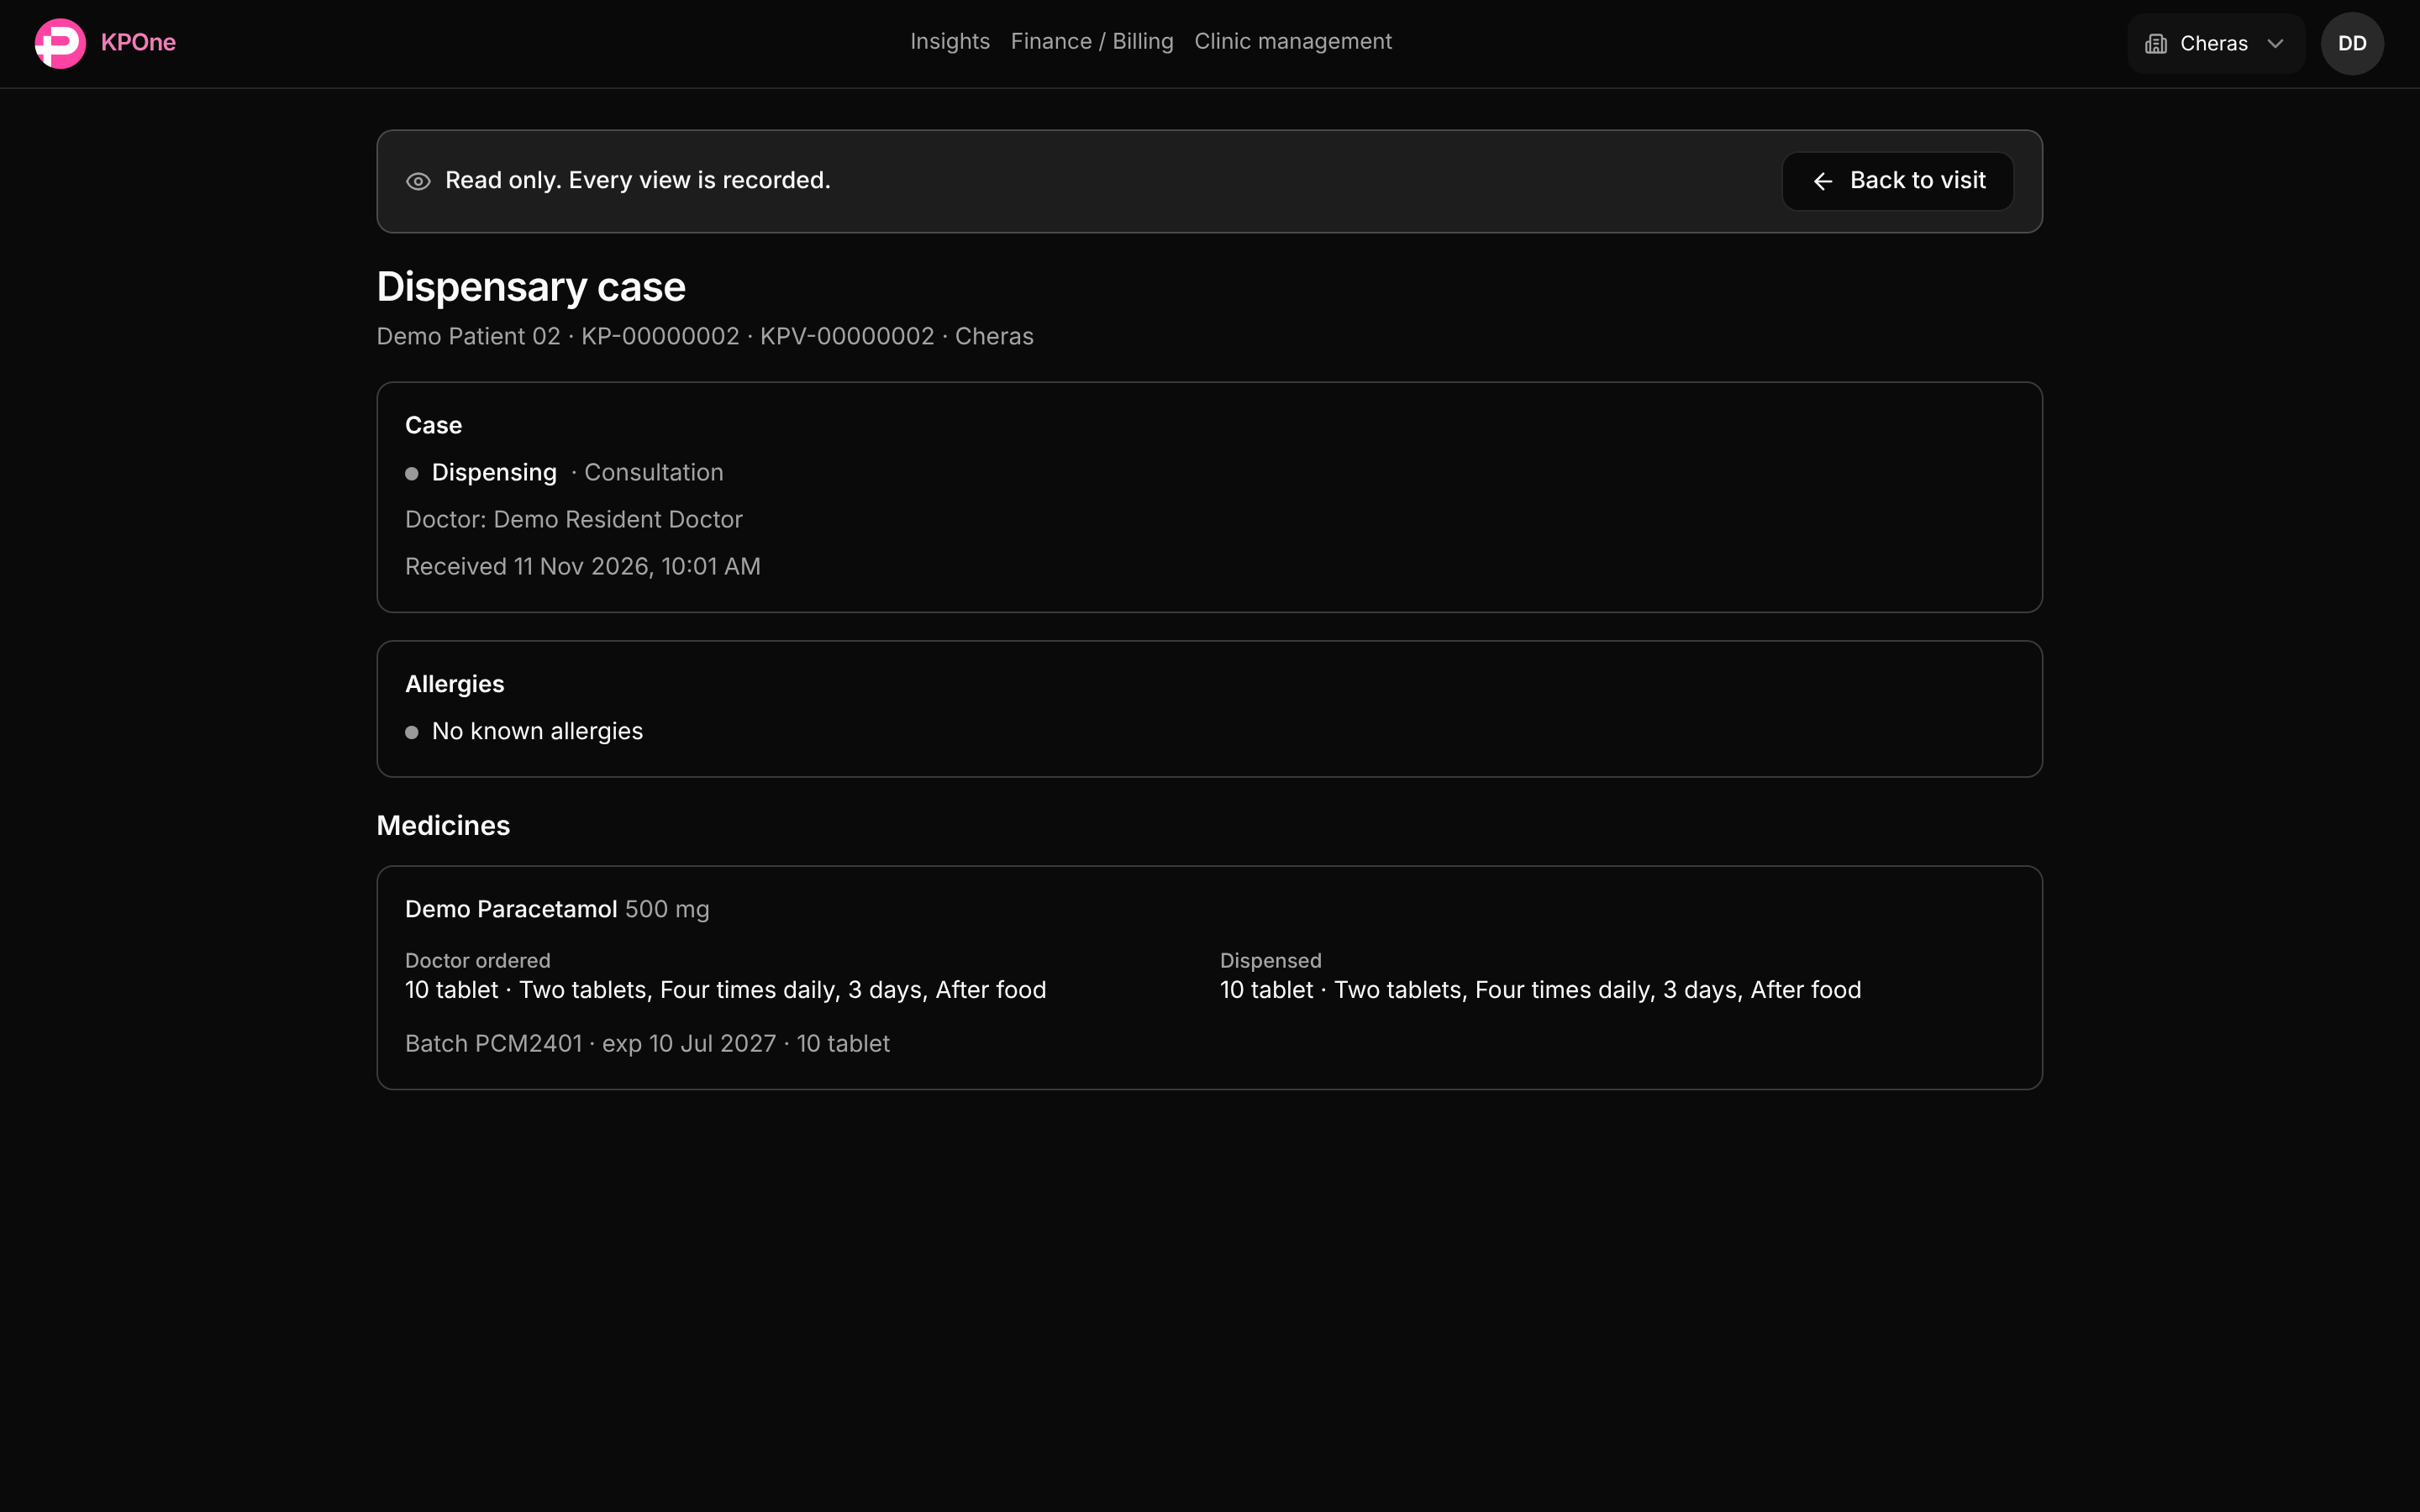 KPOne
Insights Finance / Billing Clinic management
Cheras
DD
Read only. Every view is recorded.
Back to visit
Dispensary case
Demo Patient 02 · KP-00000002 · KPV-00000002 · Cheras
Case
Dispensing · Consultation
Doctor: Demo Resident Doctor
Received 11 Nov 2026, 10:01 AM
Allergies
No known allergies
Medicines
Demo Paracetamol 500 mg
Doctor ordered
10 tablet · Two tablets, Four times daily, 3 days, After food
Dispensed
10 tablet · Two tablets, Four times daily, 3 days, After food
Batch PCM2401 · exp 10 Jul 2027 · 10 tablet